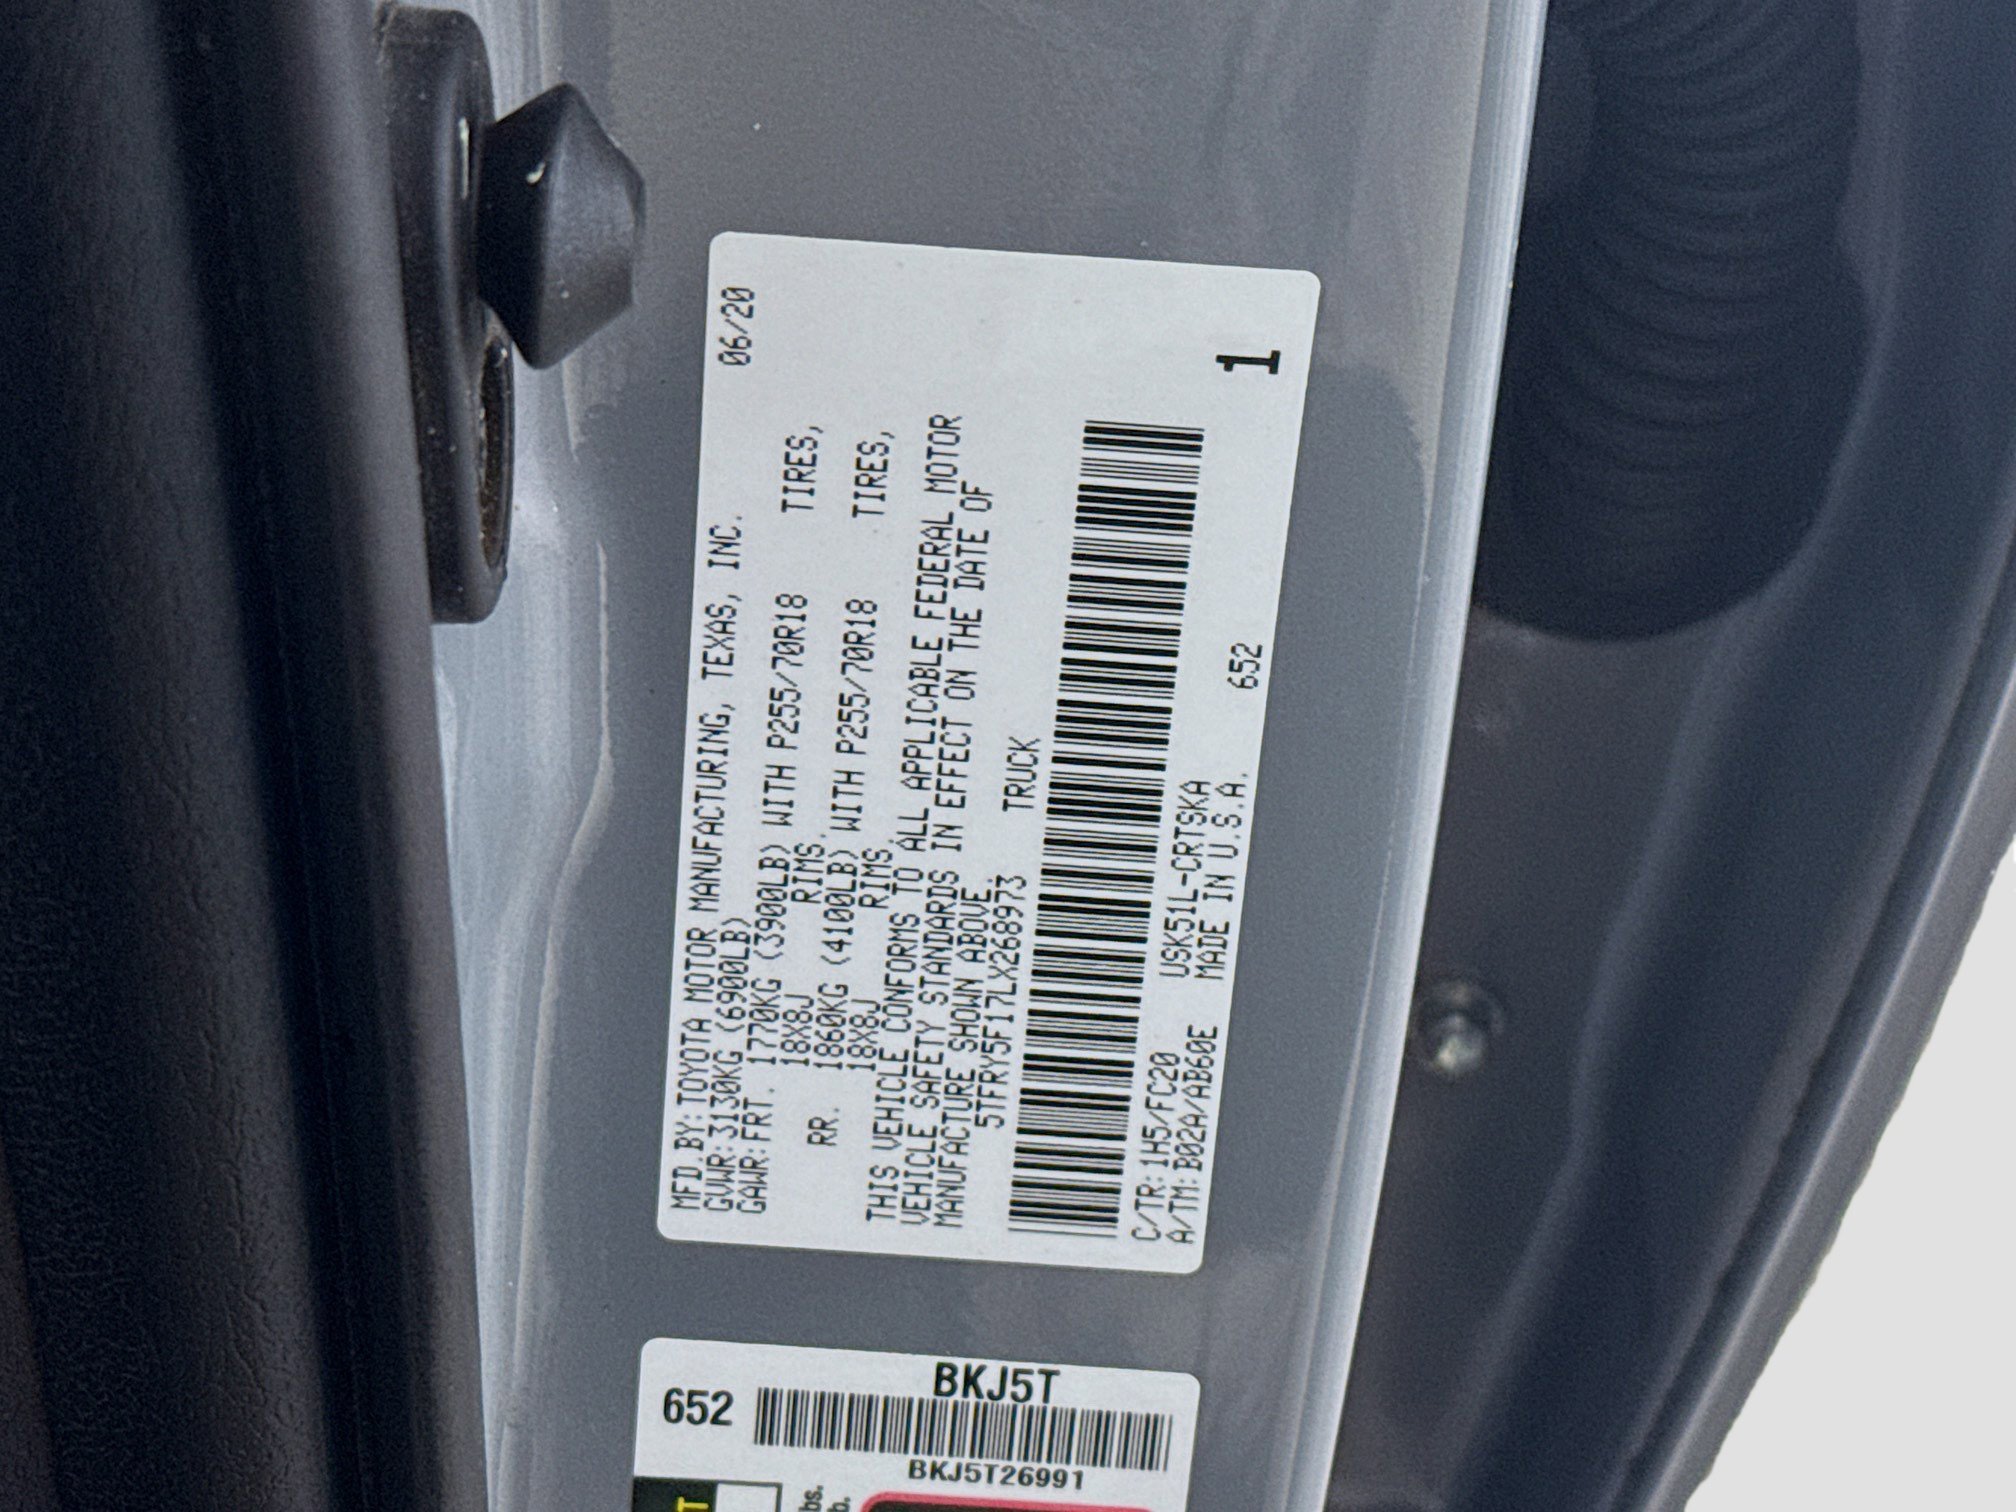 MFD.BY:TOYOTA MOTOR MANUFACTURING, TEXAS, INC. 06/20
GVWR:3130KG (6900LB)
GAWR:FRT. 1770KG (3900LB) WITH P255/70R18 TIRES,
18X8J RIMS.
RR. 1860KG (4100LB) WITH P255/70R18 TIRES,
18X8J RIMS.
THIS VEHICLE CONFORMS TO ALL APPLICABLE FEDERAL MOTOR
VEHICLE SAFETY STANDARDS IN EFFECT ON THE DATE OF
MANUFACTURE SHOWN ABOVE.
5TFRY5F17LX268973 TRUCK
C/TR:1H5/FC20 USK51L-CRTSKA
A/TM:B02A/AB60E MADE IN U.S.A. 652
1
652
BKJ5T
BKJ5T26991